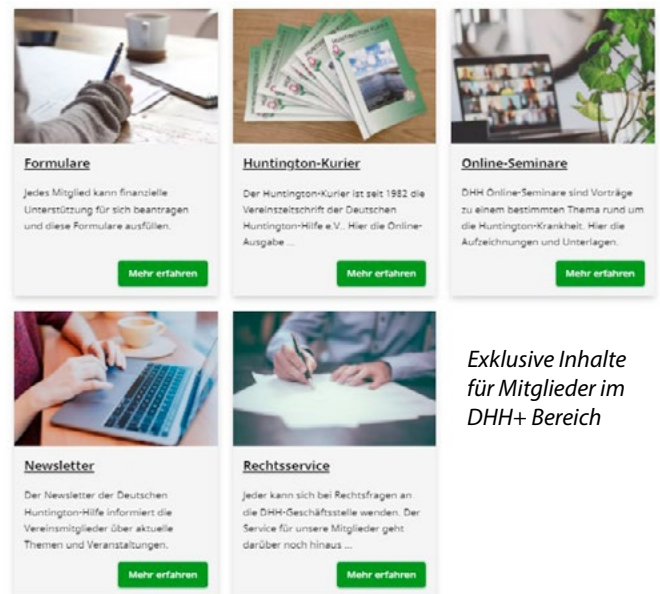 HUNTINGTON-KURIER
Formulare
Jedes Mitglied kann finanzielle
Unterstützung für sich beantragen
und diese Formulare ausfüllen.
Mehr erfahren
Huntington-Kurier
Der Huntington-Kurier ist seit 1982 die
Vereinszeitschrift der Deutschen
Huntington-Hilfe e.V.. Hier die Online-
Ausgabe ...
Mehr erfahren
Online-Seminare
DHH Online-Seminare sind Vorträge
zu einem bestimmten Thema rund um
die Huntington-Krankheit. Hier die
Aufzeichnungen und Unterlagen.
Mehr erfahren
Newsletter
Der Newsletter der Deutschen
Huntington-Hilfe informiert die
Vereinsmitglieder über aktuelle
Themen und Veranstaltungen.
Mehr erfahren
Rechtsservice
Jeder kann sich bei Rechtsfragen an
die DHH-Geschäftsstelle wenden. Der
Service für unsere Mitglieder geht
darüber noch hinaus ...
Mehr erfahren
Exklusive Inhalte
für Mitglieder im
DHH+ Bereich